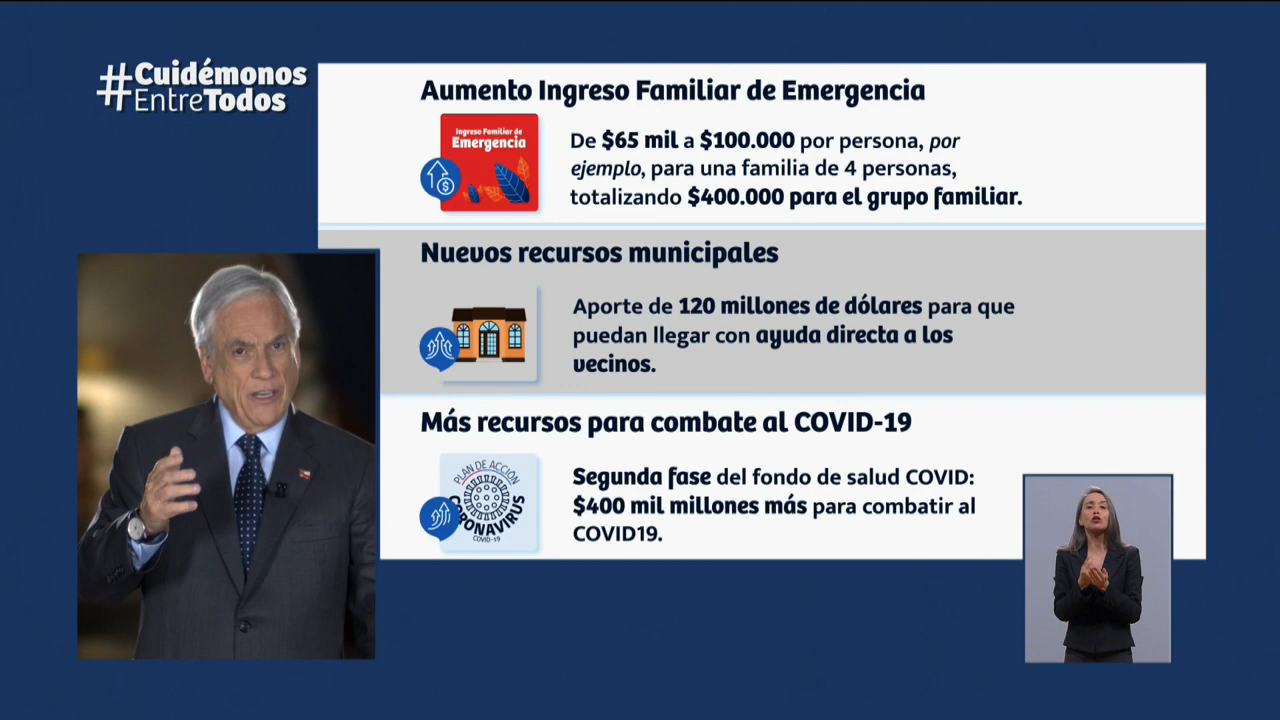 #Cuidémonos
EntreTodos
Aumento Ingreso Familiar de Emergencia
Ingreso Familiar de
Emergencia
De $65 mil a $100.000 por persona, por
ejemplo, para una familia de 4 personas,
totalizando $400.000 para el grupo familiar.
Nuevos recursos municipales
Aporte de 120 millones de dólares para que
puedan llegar con ayuda directa a los
vecinos.
Más recursos para combate al COVID-19
PLAN DE ACCIÓN
CORONAVIRUS
COVID-19
Segunda fase del fondo de salud COVID:
$400 mil millones más para combatir al
COVID19.